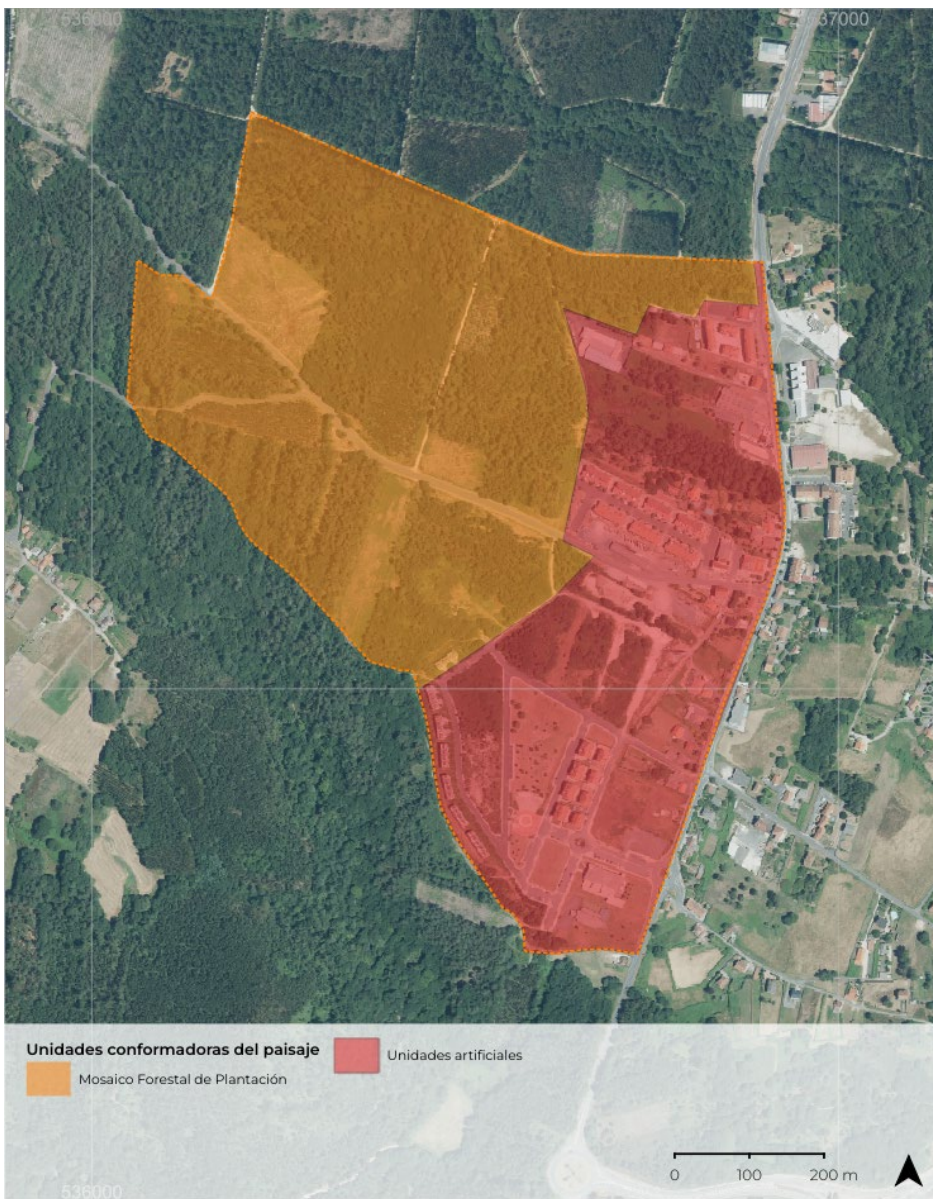 536000
537000
Unidades conformadoras del paisaje
Unidades artificiales
Mosaico Forestal de Plantación
0 100 200 m
536000